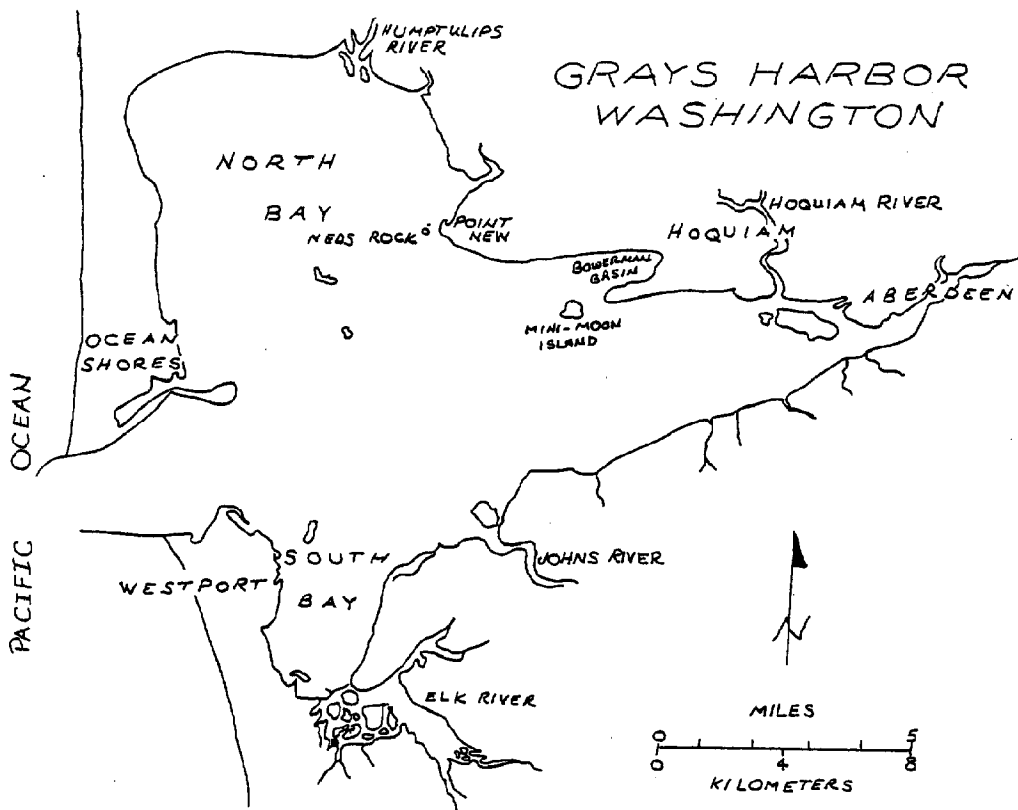 HUMPTULIPS
RIVER
GRAYS HARBOR
WASHINGTON
NORTH
BAY
NEDS ROCK
POINT
NEW
HOQUIAM RIVER
HOQUIAM
BOWERMAN
BASIN
ABERDEEN
MINI-MOON
ISLAND
OCEAN
SHORES
PACIFIC OCEAN
SOUTH
BAY
WESTPORT
JOHNS RIVER
ELK RIVER
MILES
0 5
0 4 8
KILOMETERS